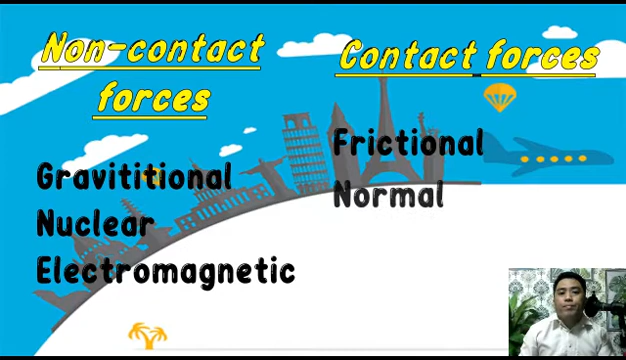 Non-contact
forces
Gravititional
Nuclear
Electromagnetic
Contact forces
Frictional
Normal